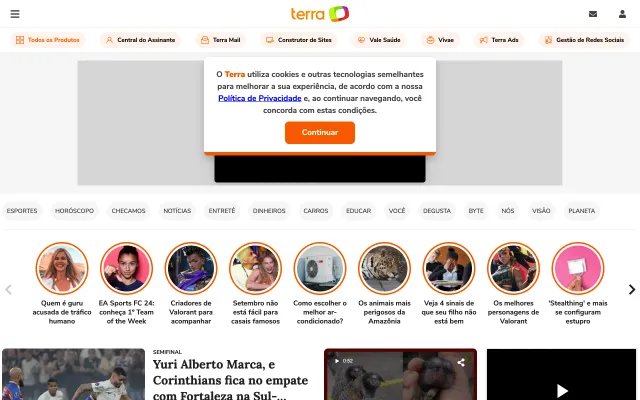 terra
Todos os Produtos
Central do Assinante
Terra Mail
Construtor de Sites
Vale Saúde
Vivae
Terra Ads
Gestão de Redes Sociais
O Terra utiliza cookies e outras tecnologias semelhantes
para melhorar a sua experiência, de acordo com a nossa
Política de Privacidade e, ao continuar navegando, você
concorda com estas condições.
Continuar
ESPORTES
HORÓSCOPO
CHECAMOS
NOTÍCIAS
ENTRETÊ
DINHEIROS
CARROS
EDUCAR
VOCÊ
DEGUSTA
BYTE
NÓS
VISÃO
PLANETA
Quem é guru
acusada de tráfico
humano
EA Sports FC 24:
conheça 1º Team
of the Week
Criadores de
Valorant para
acompanhar
Setembro não
está fácil para
casais famosos
Como escolher o
melhor ar-
condicionado?
Os animais mais
perigosos da
Amazônia
Veja 4 sinais de
que seu filho não
está bem
Os melhores
personagens de
Valorant
'Stealthing' e mais
se configuram
estupro
SEMIFINAL
Yuri Alberto Marca, e
Corinthians fica no empate
com Fortaleza na Sul-...
0:52